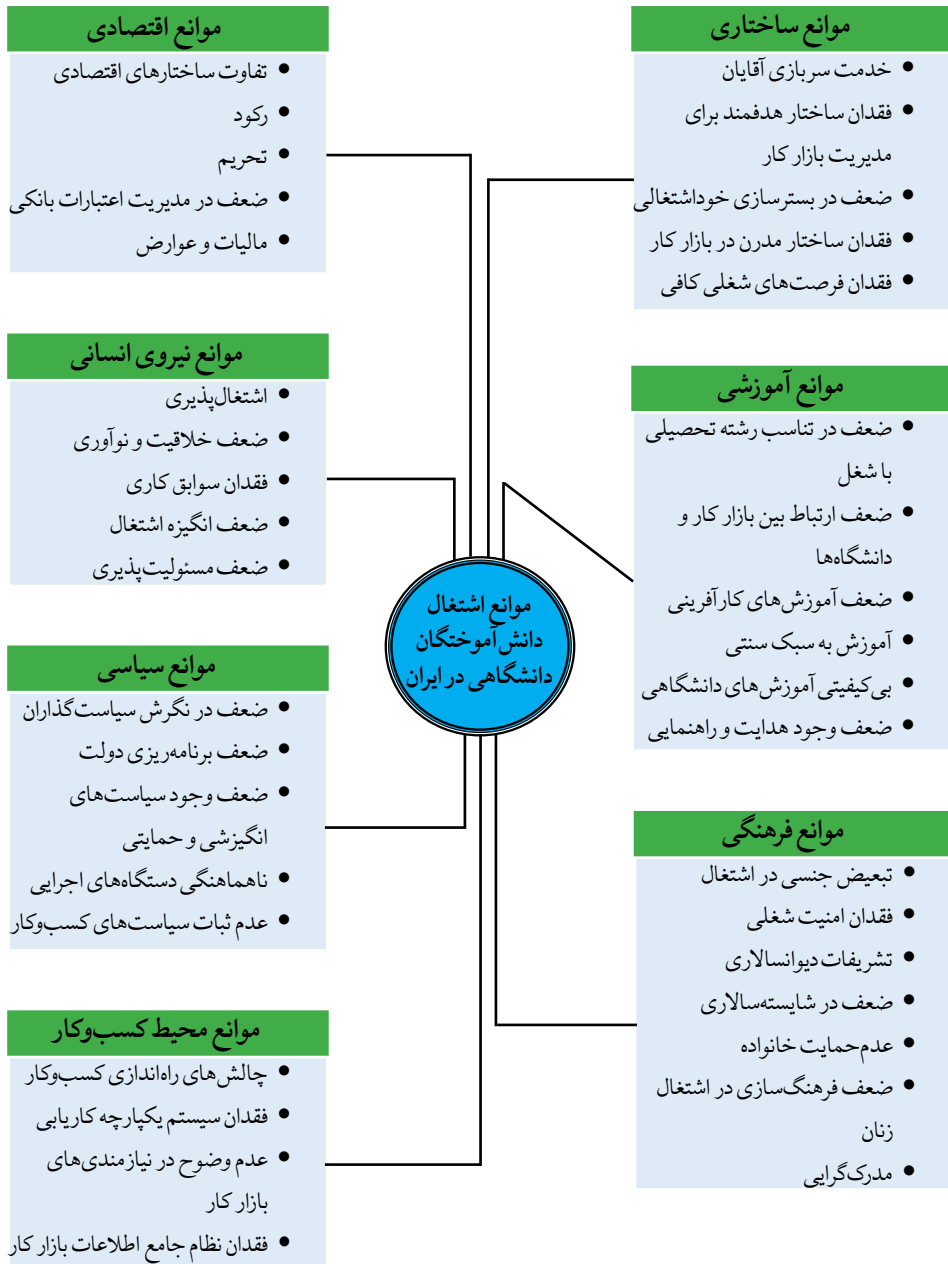 موانع ساختاری
• خدمت سربازی آقایان
• فقدان ساختار هدفمند برای
مدیریت بازار کار
• ضعف در بسترسازی خوداشتغالی
• فقدان ساختار مدرن در بازار کار
• فقدان فرصت‌های شغلی کافی
موانع آموزشی
• ضعف در تناسب رشته تحصیلی
با شغل
• ضعف ارتباط بین بازار کار و
دانشگاه‌ها
• ضعف آموزش‌های کارآفرینی
• آموزش به سبک سنتی
• بی‌کیفیتی آموزش‌های دانشگاهی
• ضعف وجود هدایت و راهنمایی
موانع فرهنگی
• تبعیض جنسی در اشتغال
• فقدان امنیت شغلی
• تشریفات دیوانسالاری
• ضعف در شایسته‌سالاری
• عدم‌حمایت خانواده
• ضعف فرهنگ‌سازی در اشتغال
زنان
• مدرک‌گرایی
موانع اشتغال
دانش‌آموختگان
دانشگاهی در ایران
موانع اقتصادی
• تفاوت ساختارهای اقتصادی
• رکود
• تحریم
• ضعف در مدیریت اعتبارات بانکی
• مالیات و عوارض
موانع نیروی انسانی
• اشتغال‌پذیری
• ضعف خلاقیت و نوآوری
• فقدان سوابق کاری
• ضعف انگیزه اشتغال
• ضعف مسئولیت‌پذیری
موانع سیاسی
• ضعف در نگرش سیاست‌گذاران
• ضعف برنامه‌ریزی دولت
• ضعف وجود سیاست‌های
انگیزشی و حمایتی
• ناهماهنگی دستگاه‌های اجرایی
• عدم ثبات سیاست‌های کسب‌وکار
موانع محیط کسب‌وکار
• چالش‌های راه‌اندازی کسب‌وکار
• فقدان سیستم یکپارچه کاریابی
• عدم وضوح در نیازمندی‌های
بازار کار
• فقدان نظام جامع اطلاعات بازار کار